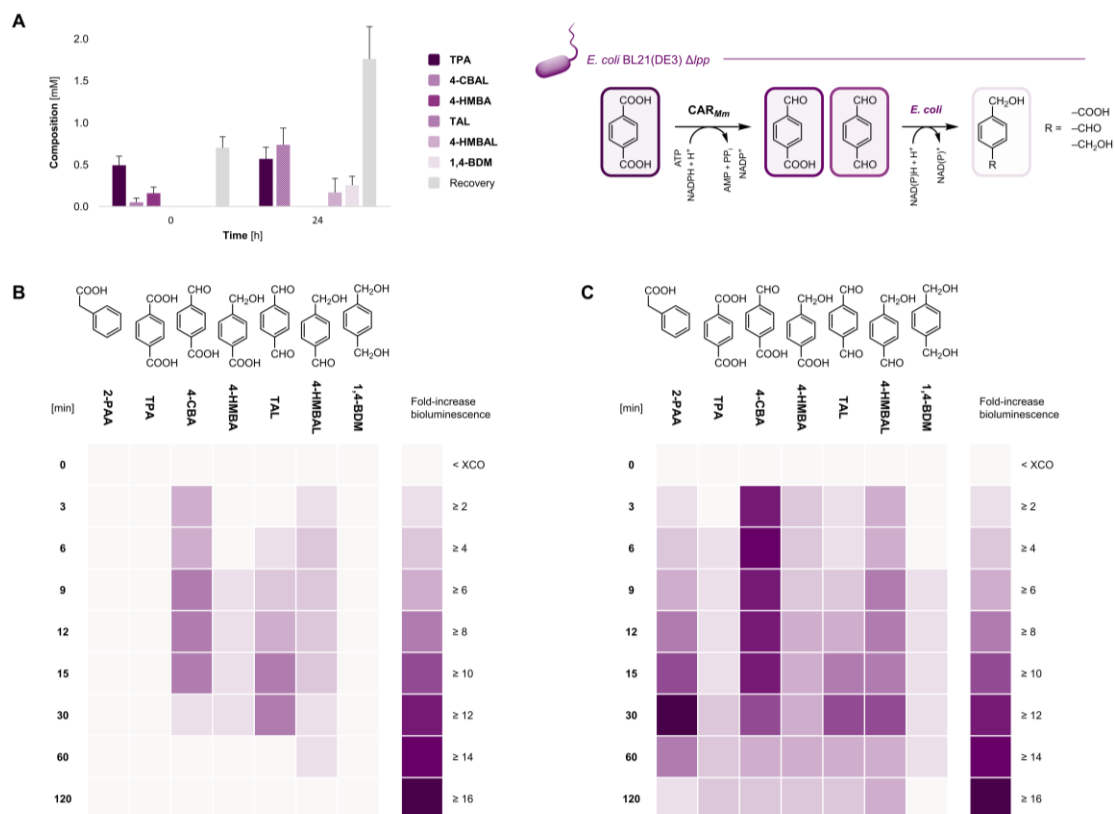 A
2.0
1.5
1.0
0.5
0.0
Composition [mM]
0
24
Time [h]
TPA
4-CBAL
4-HMBA
TAL
4-HMBAL
1,4-BDM
Recovery
E. coli BL21(DE3) Δlpp
COOH
COOH
CARMm
ATP
NADPH + H⁺
AMP + PPi
NADP⁺
CHO
COOH
CHO
CHO
E. coli
NAD(P)H + H⁺
NAD(P)⁺
CH₂OH
R
R =
–COOH
–CHO
–CH₂OH
B
COOH
COOH
COOH
CHO
COOH
CH₂OH
COOH
CHO
CHO
CH₂OH
CHO
CH₂OH
CH₂OH
[min]
2-PAA
TPA
4-CBA
4-HMBA
TAL
4-HMBAL
1,4-BDM
Fold-increase
bioluminescence
0
3
6
9
12
15
30
60
120
< XCO
≥ 2
≥ 4
≥ 6
≥ 8
≥ 10
≥ 12
≥ 14
≥ 16
C
COOH
COOH
COOH
CHO
COOH
CH₂OH
COOH
CHO
CHO
CH₂OH
CHO
CH₂OH
CH₂OH
[min]
2-PAA
TPA
4-CBA
4-HMBA
TAL
4-HMBAL
1,4-BDM
Fold-increase
bioluminescence
0
3
6
9
12
15
30
60
120
< XCO
≥ 2
≥ 4
≥ 6
≥ 8
≥ 10
≥ 12
≥ 14
≥ 16